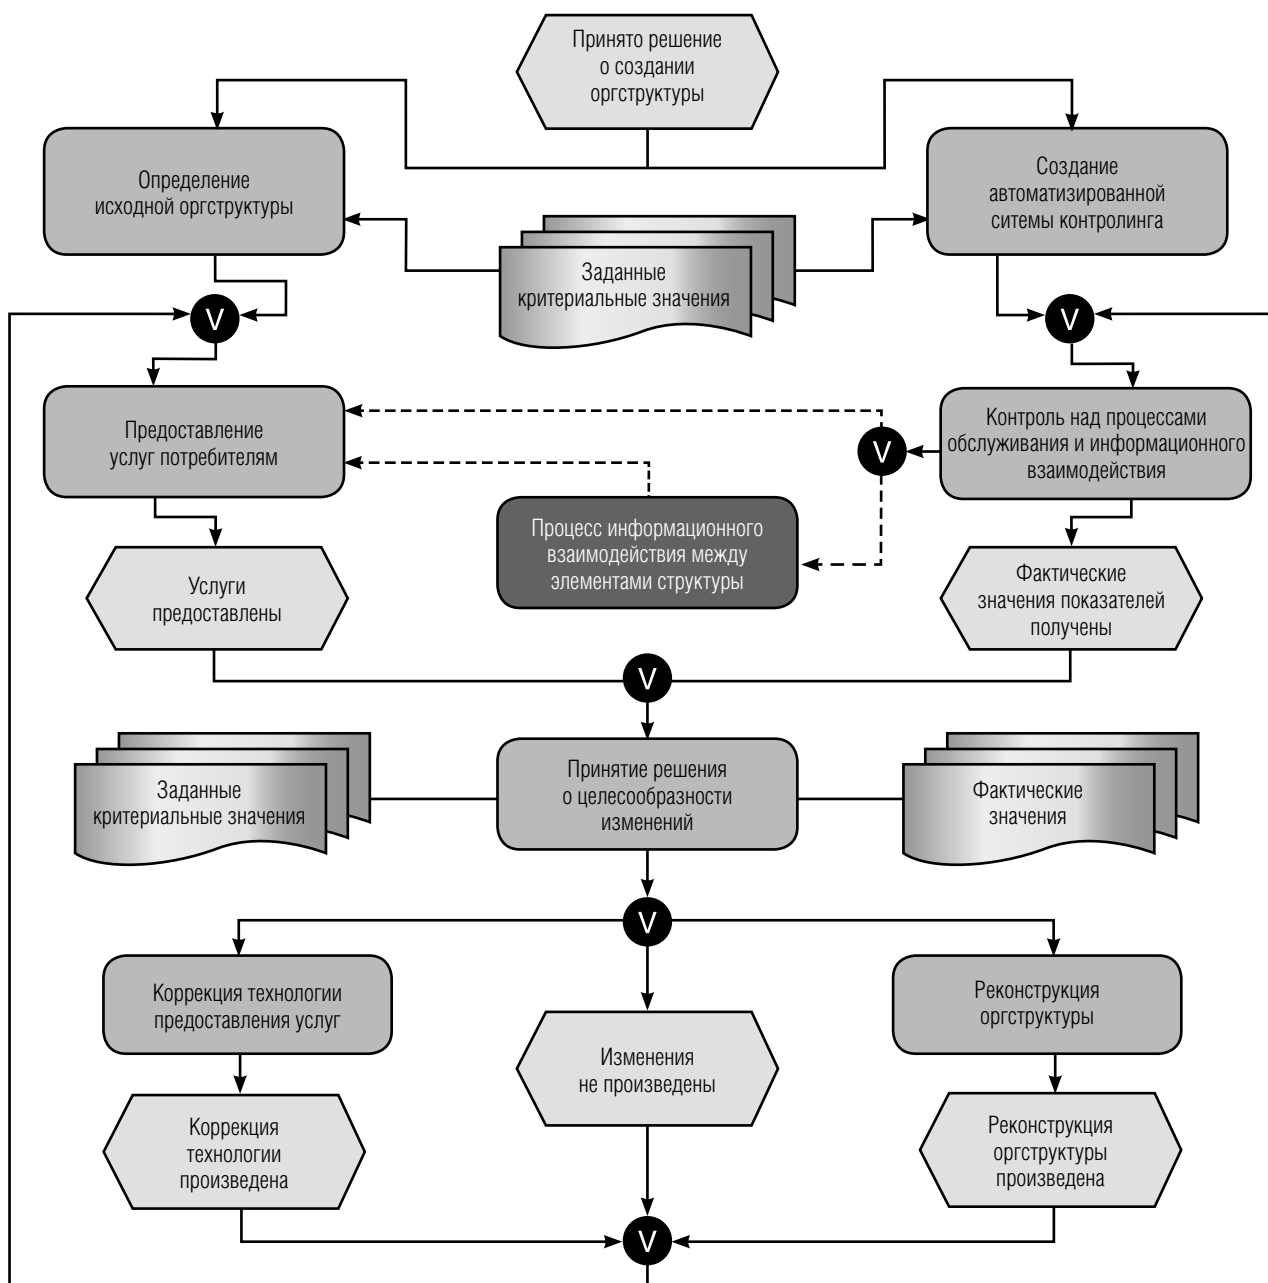 Принято решение
о создании
оргструктуры
Определение
исходной оргструктуры
Создание
автоматизированной
ситемы контролинга
Заданные
критериальные значения
V
V
Предоставление
услуг потребителям
V
Контроль над процессами
обслуживания и информационного
взаимодействия
Процесс информационного
взаимодействия между
элементами структуры
Услуги
предоставлены
Фактические
значения показателей
получены
V
Заданные
критериальные значения
Принятие решения
о целесообразности
изменений
Фактические
значения
V
Коррекция технологии
предоставления услуг
Реконструкция
оргструктуры
Изменения
не произведены
Коррекция
технологии
произведена
Реконструкция
оргструктуры
произведена
V